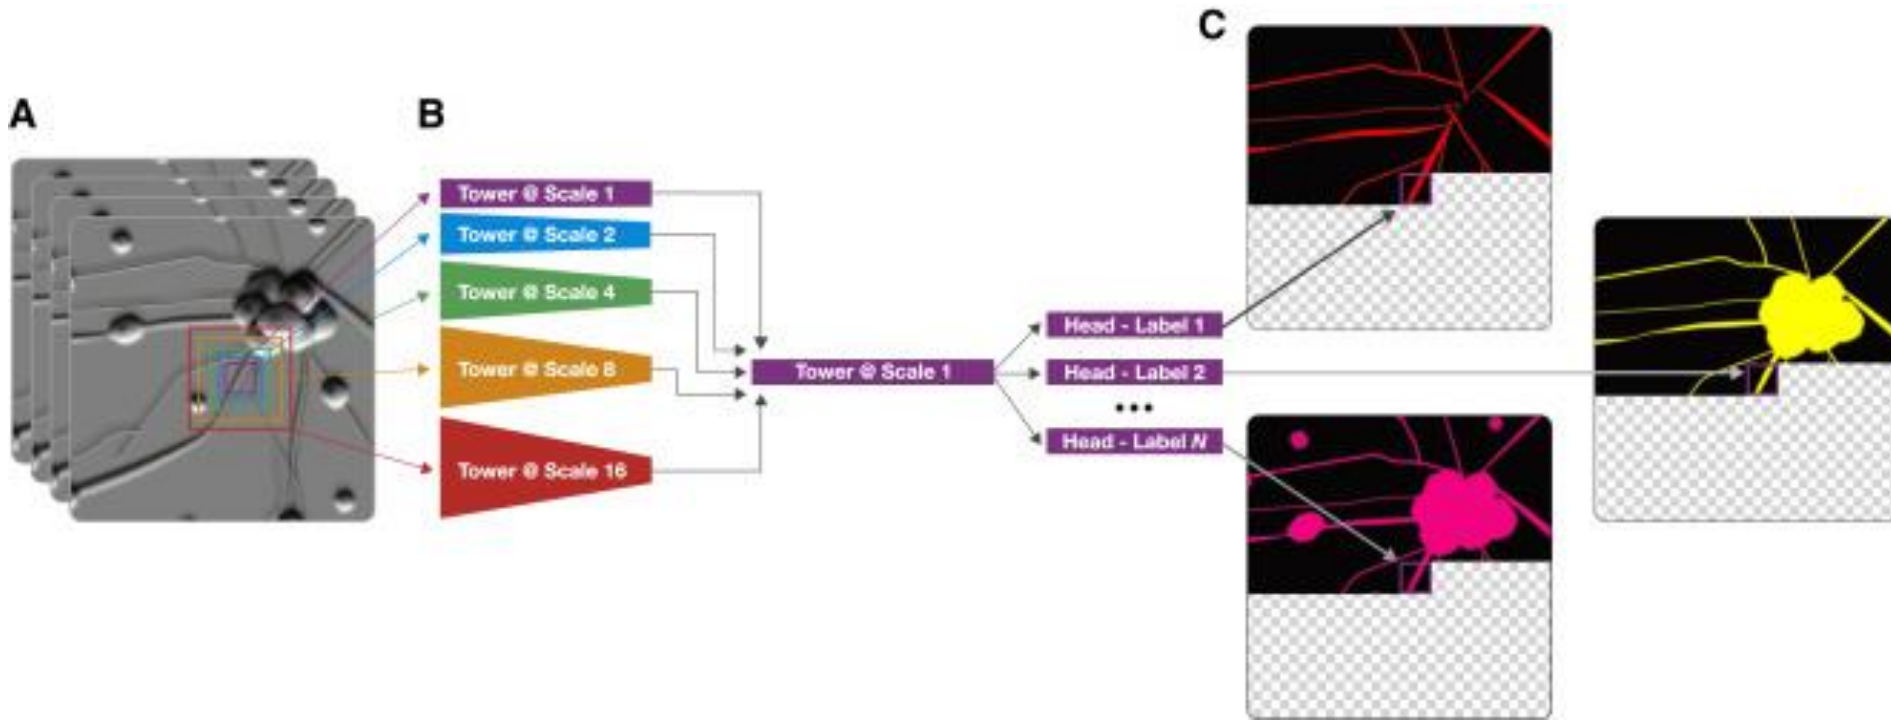 A
B
C
Tower @ Scale 1
Tower @ Scale 2
Tower @ Scale 4
Tower @ Scale 8
Tower @ Scale 16
Tower @ Scale 1
Head - Label 1
Head - Label 2
•••
Head - Label N